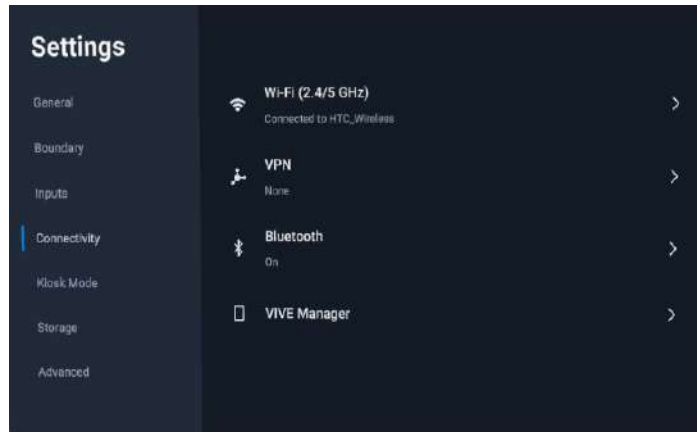 Settings
General
Boundary
Inputs
Connectivity
Kiosk Mode
Storage
Advanced
Wi-Fi (2.4/5 GHz)
Connected to HTC_Wireless
VPN
None
Bluetooth
On
VIVE Manager